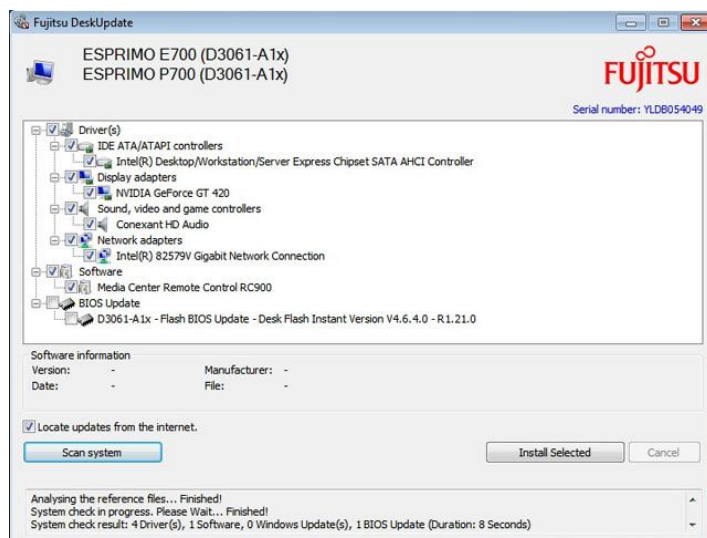 Fujitsu DeskUpdate
ESPRIMO E700 (D3061-A1x)
ESPRIMO P700 (D3061-A1x)
FUJITSU
Serial number: YLDB054049
Driver(s)
IDE ATA/ATAPI controllers
Intel(R) Desktop/Workstation/Server Express Chipset SATA AHCI Controller
Display adapters
NVIDIA GeForce GT 420
Sound, video and game controllers
Conexant HD Audio
Network adapters
Intel(R) 82579V Gigabit Network Connection
Software
Media Center Remote Control RC900
BIOS Update
D3061-A1x - Flash BIOS Update - Desk Flash Instant Version V4.6.4.0 - R1.21.0
Software information
Version: - Manufacturer: -
Date: - File: -
Locate updates from the internet.
Scan system Install Selected Cancel
Analysing the reference files... Finished!
System check in progress. Please Wait... Finished!
System check result: 4 Driver(s), 1 Software, 0 Windows Update(s), 1 BIOS Update (Duration: 8 Seconds)